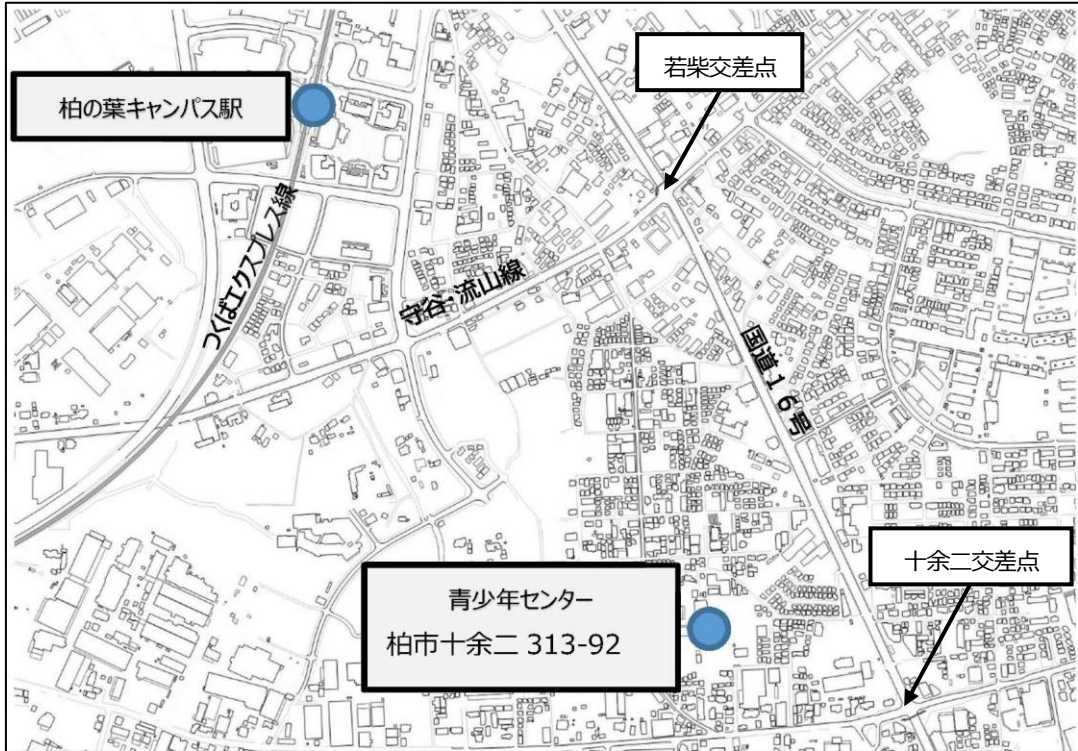 若柴交差点
柏の葉キャンパス駅
つくばエクスプレス線
守谷・流山線
国道16号
十余二交差点
青少年センター
柏市十余二 313-92